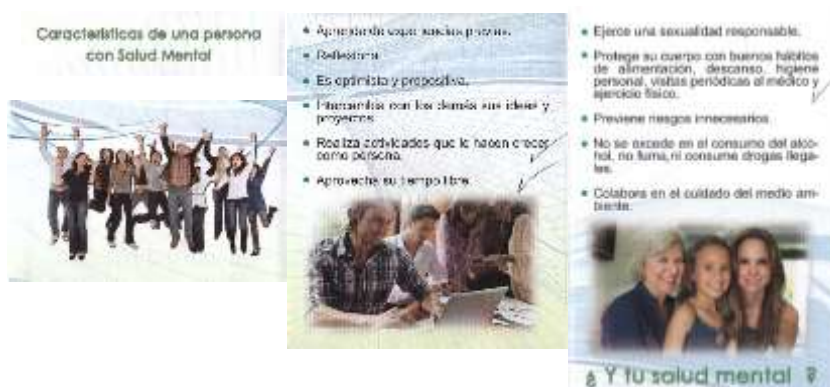 Características de una persona
con Salud Mental
• Aprende de experiencias previas.
• Reflexiona.
• Es optimista y propositiva.
• Intercambia con los demás sus ideas y
proyectos.
• Realiza actividades que le hacen crecer
como persona.
• Aprovecha su tiempo libre.
• Ejerce una sexualidad responsable.
• Protege su cuerpo con buenos hábitos
de alimentación, descanso, higiene
personal, visitas periódicas al médico y
ejercicio físico.
• Previene riesgos innecesarios.
• No se excede en el consumo del alco-
hol, no fuma, ni consume drogas ilega-
les.
• Colabora en el cuidado del medio am-
biente.
¿ Y tu salud mental ?